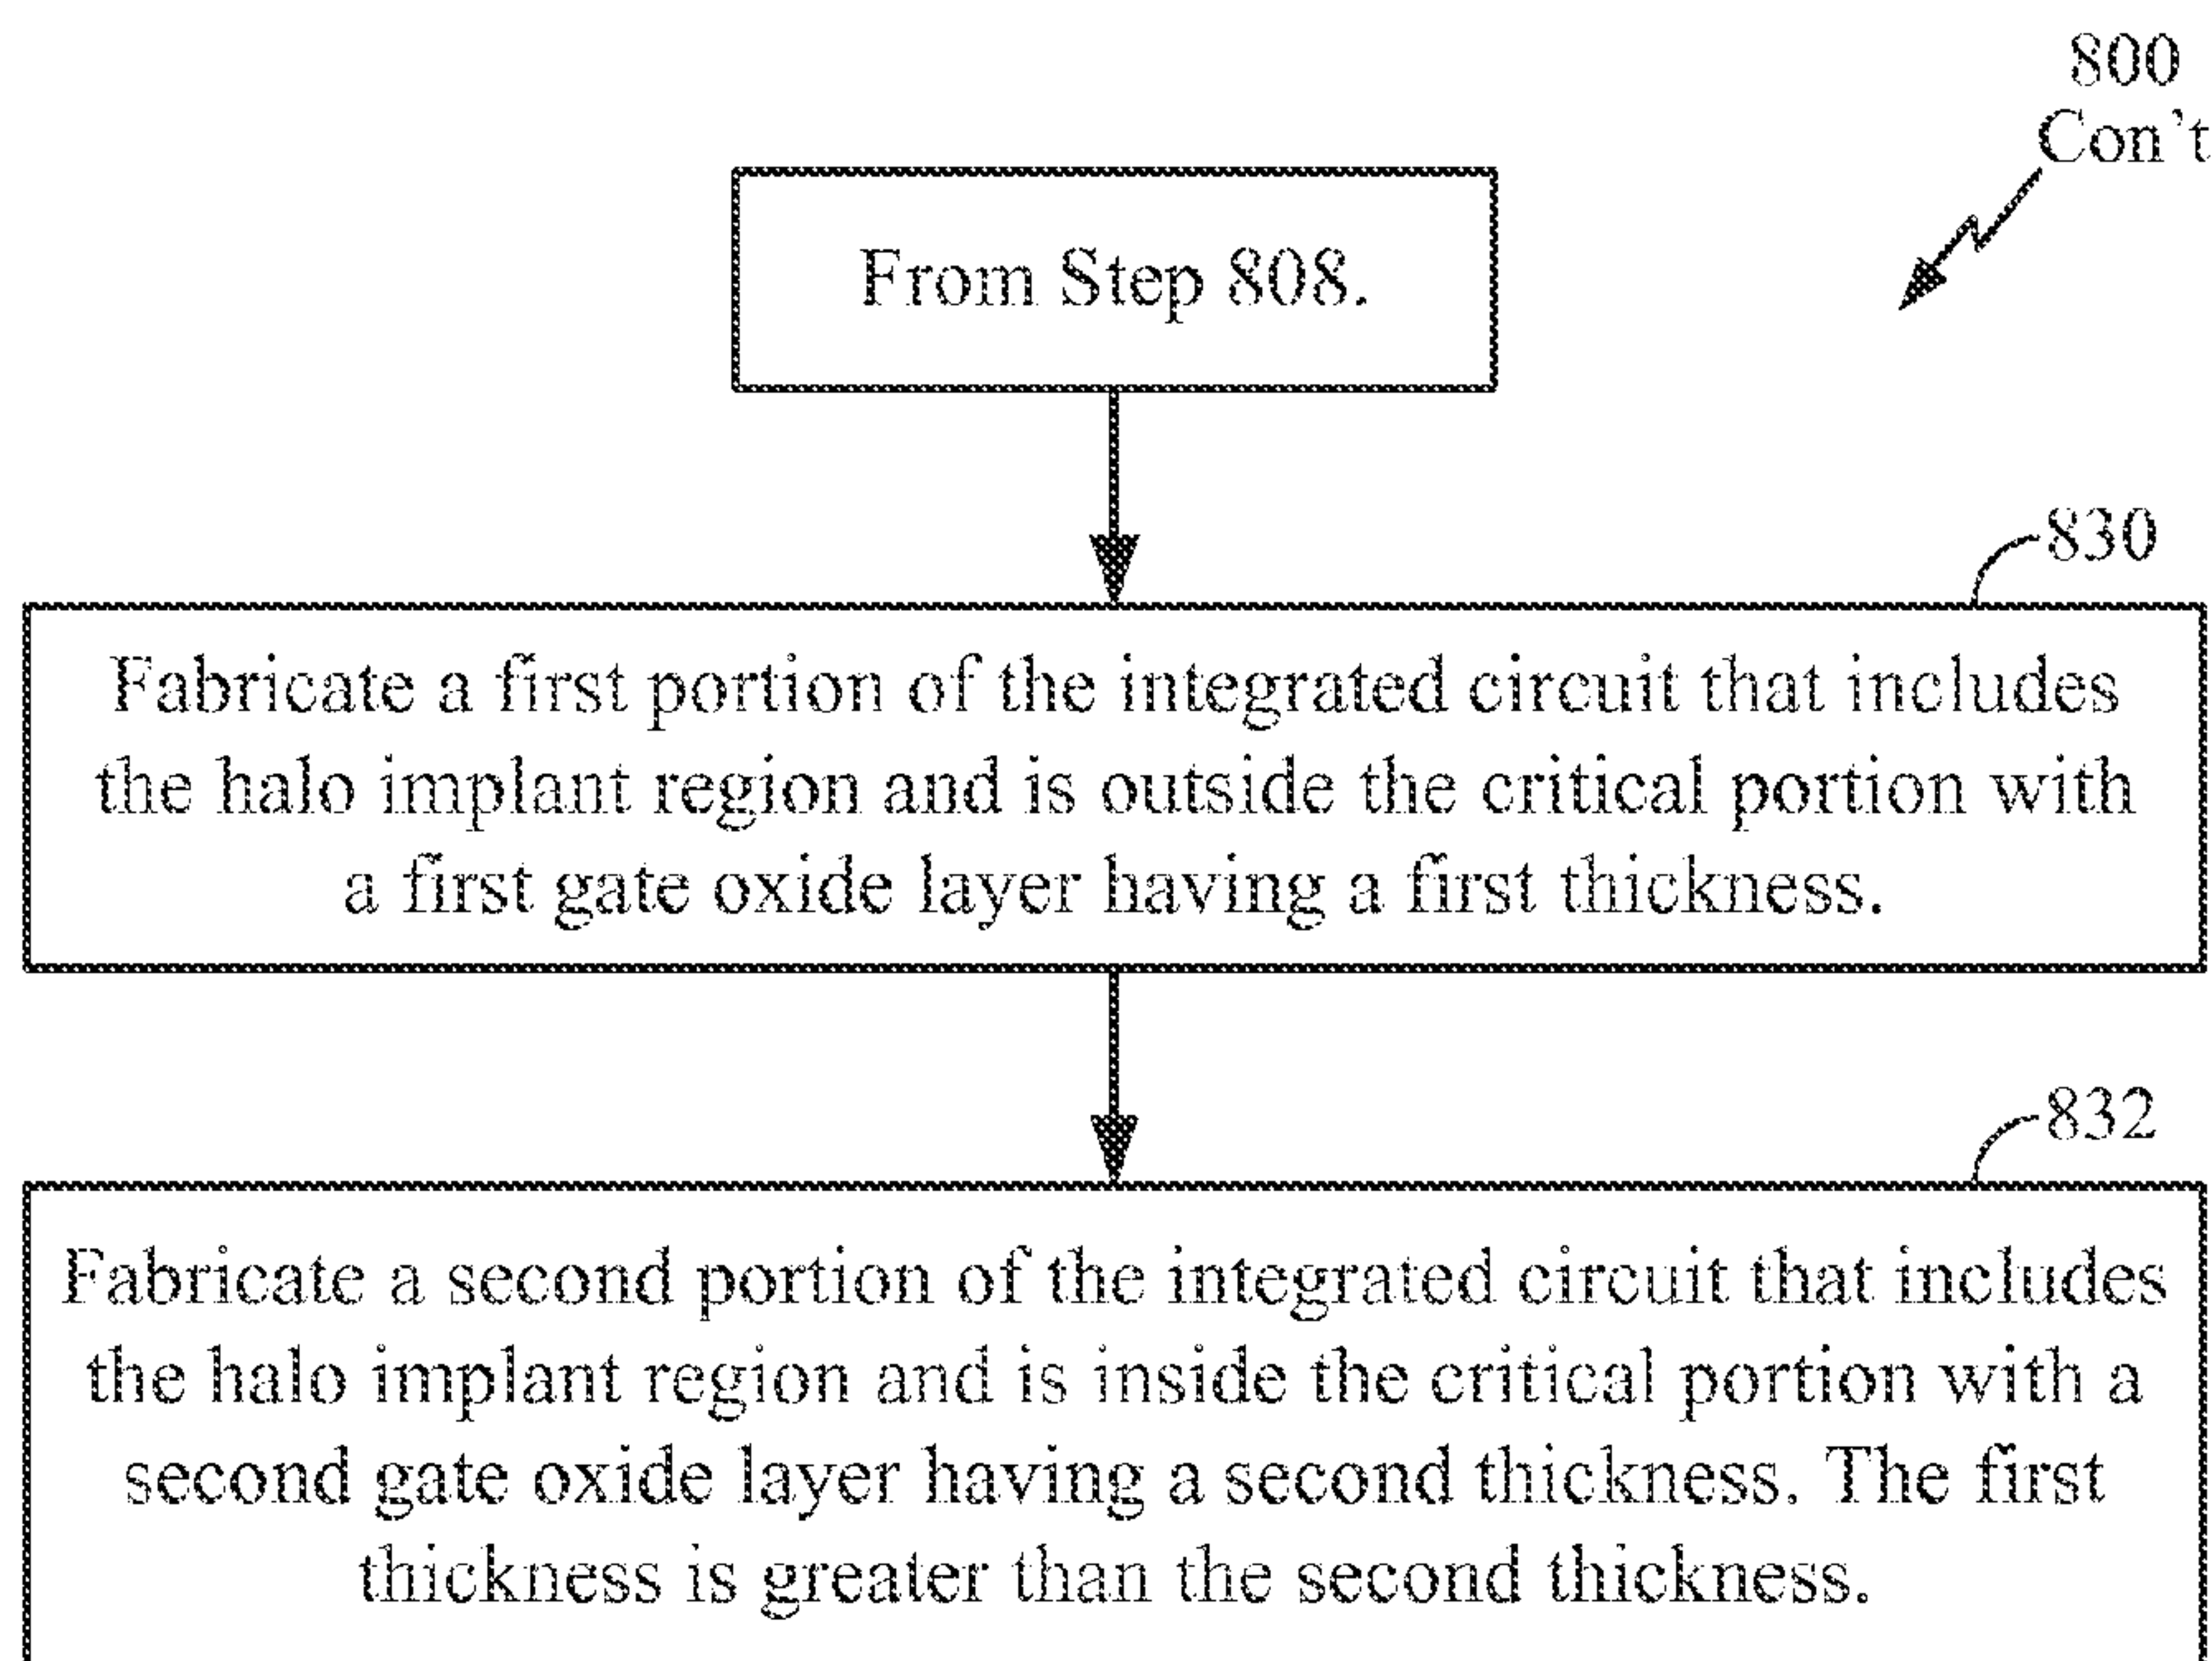 800
Con't
From Step 808.
830
Fabricate a first portion of the integrated circuit that includes
the halo implant region and is outside the critical portion with
a first gate oxide layer having a first thickness.
832
Fabricate a second portion of the integrated circuit that includes
the halo implant region and is inside the critical portion with a
second gate oxide layer having a second thickness. The first
thickness is greater than the second thickness.